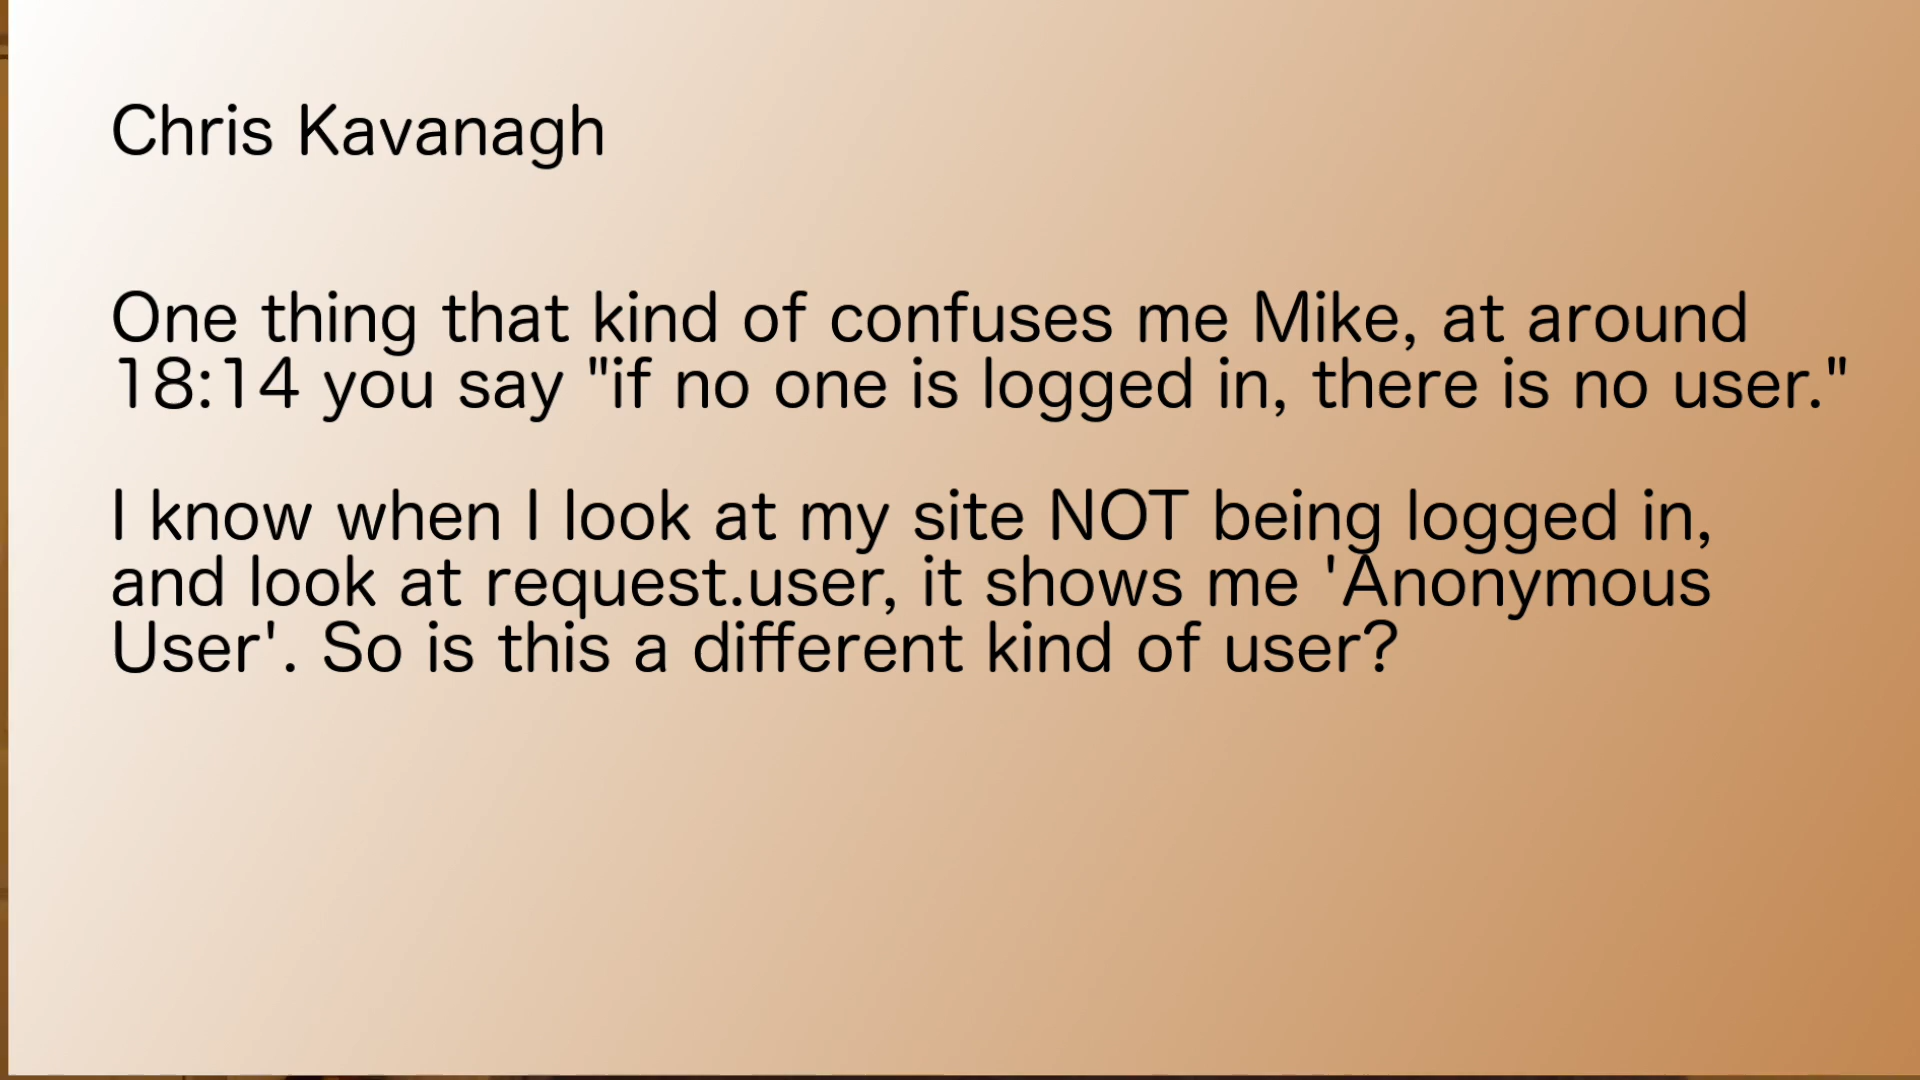 Chris Kavanagh
One thing that kind of confuses me Mike, at around
18:14 you say "if no one is logged in, there is no user."
I know when I look at my site NOT being logged in,
and look at request.user, it shows me 'Anonymous
User'. So is this a different kind of user?